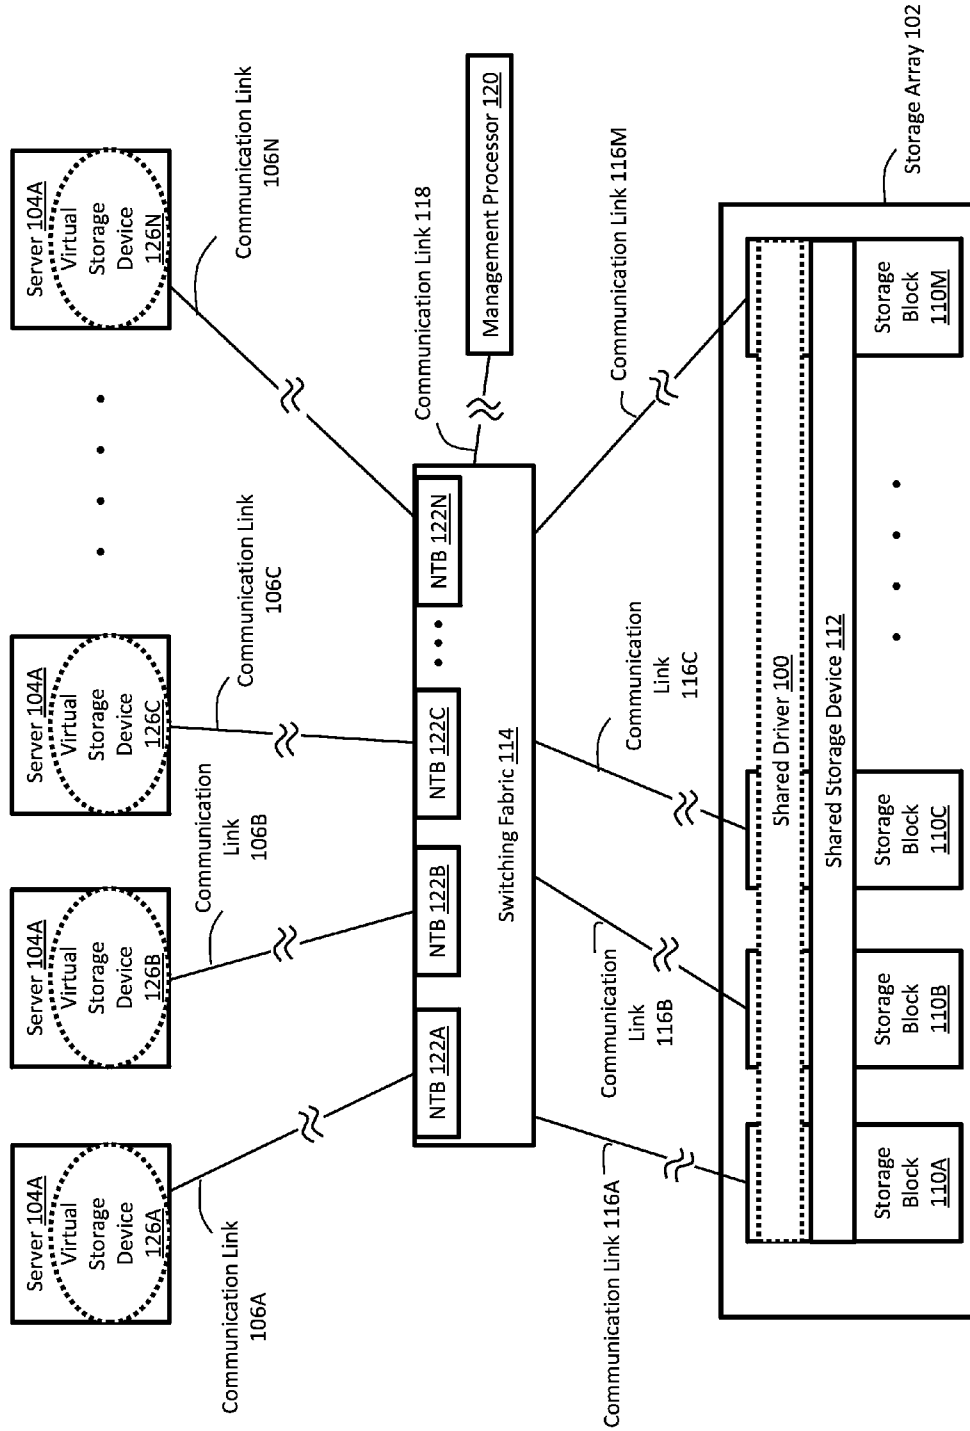 Server 104A
Virtual
Storage
Device
126A
Server 104A
Virtual
Storage
Device
126B
Server 104A
Virtual
Storage
Device
126C
Server 104A
Virtual
Storage
Device
126N
Communication Link
106A
Communication
Link
106B
Communication Link
106C
Communication Link
106N
NTB 122A
NTB 122B
NTB 122C
NTB 122N
Switching Fabric 114
Communication Link 118
Management Processor 120
Communication Link 116A
Communication
Link
116B
Communication
Link
116C
Communication Link 116M
Shared Driver 100
Shared Storage Device 112
Storage
Block
110A
Storage
Block
110B
Storage
Block
110C
Storage
Block
110M
Storage Array 102